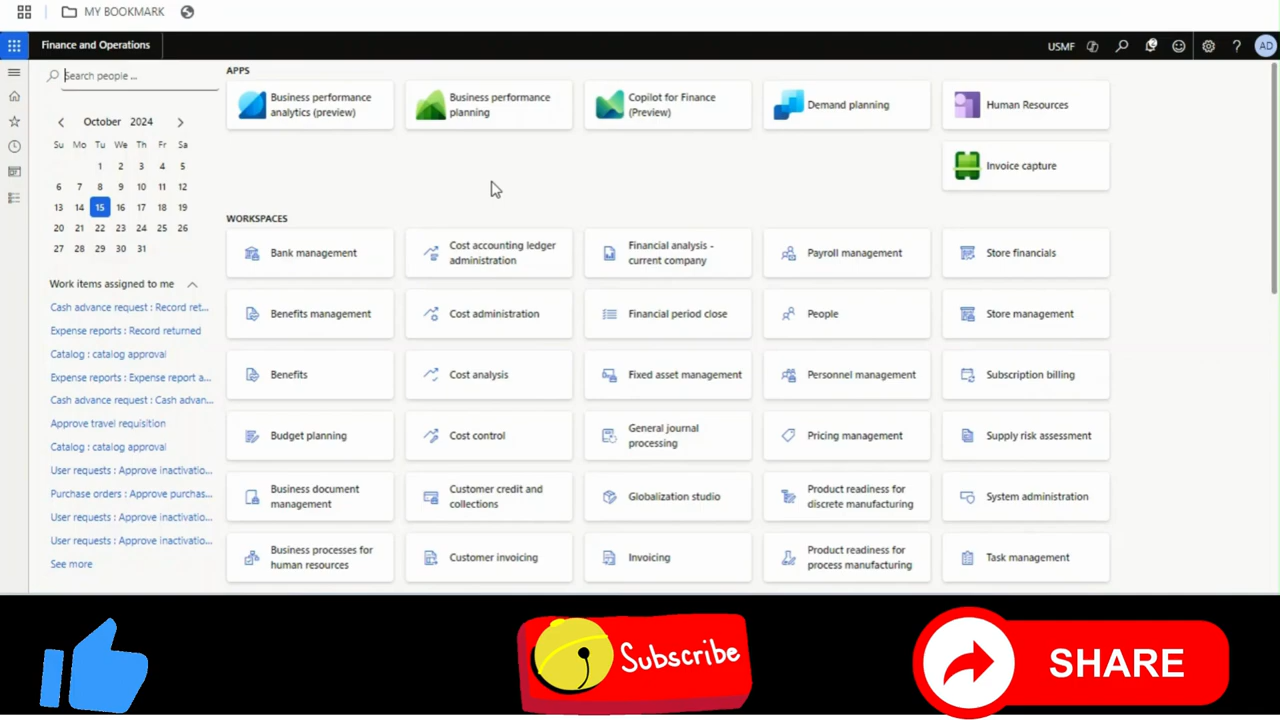 MY BOOKMARK
Finance and Operations
USMF
AD
Search people ...
October 2024
Su Mo Tu We Th Fr Sa
1 2 3 4 5
6 7 8 9 10 11 12
13 14 15 16 17 18 19
20 21 22 23 24 25 26
27 28 29 30 31
Work items assigned to me
Cash advance request : Record ret...
Expense reports : Record returned
Catalog : catalog approval
Expense reports : Expense report a...
Cash advance request : Cash advan...
Approve travel requisition
Catalog : catalog approval
User requests : Approve inactivatio...
Purchase orders : Approve purchas...
User requests : Approve inactivatio...
User requests : Approve inactivatio...
See more
APPS
Business performance
analytics (preview)
Business performance
planning
Copilot for Finance
(Preview)
Demand planning
Human Resources
Invoice capture
WORKSPACES
Bank management
Cost accounting ledger
administration
Financial analysis -
current company
Payroll management
Store financials
Benefits management
Cost administration
Financial period close
People
Store management
Benefits
Cost analysis
Fixed asset management
Personnel management
Subscription billing
Budget planning
Cost control
General journal
processing
Pricing management
Supply risk assessment
Business document
management
Customer credit and
collections
Globalization studio
Product readiness for
discrete manufacturing
System administration
Business processes for
human resources
Customer invoicing
Invoicing
Product readiness for
process manufacturing
Task management
Subscribe
SHARE